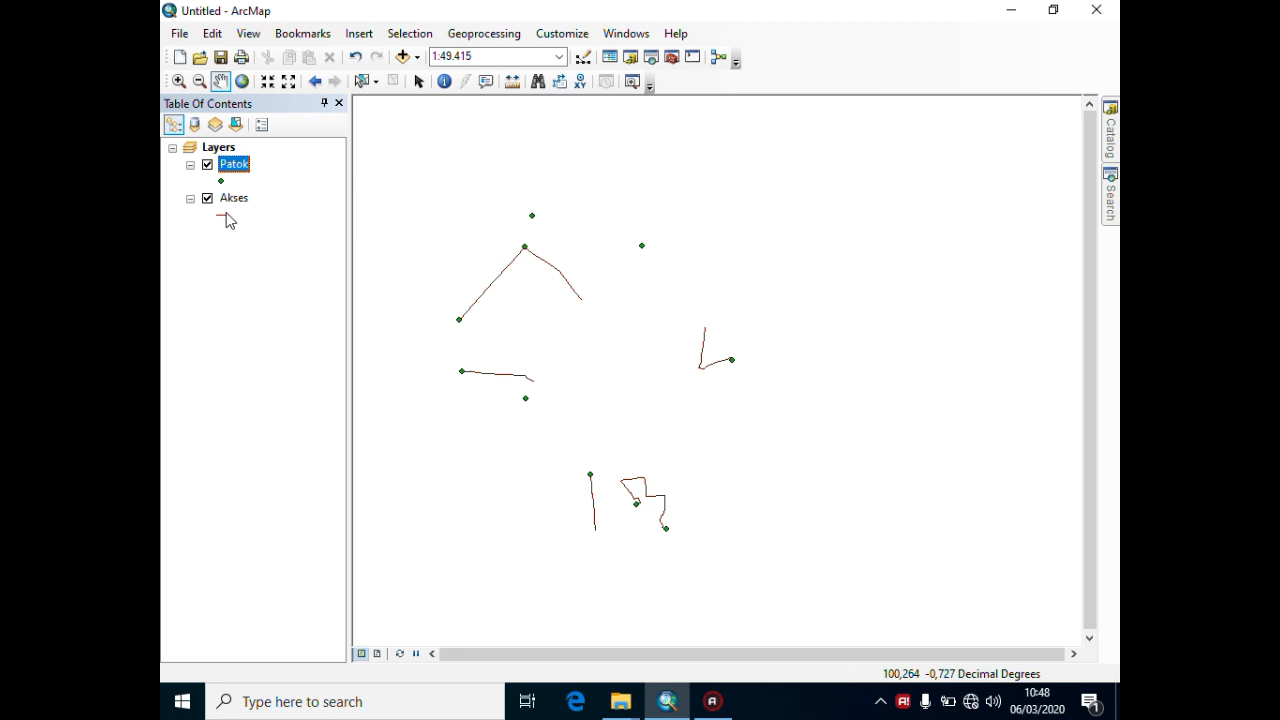 Untitled - ArcMap
File Edit View Bookmarks Insert Selection Geoprocessing Customize Windows Help
1:49.415
Table Of Contents
Layers
Patok
Akses
Catalog
Search
100,264 -0,727 Decimal Degrees
Type here to search
10:48
06/03/2020
1